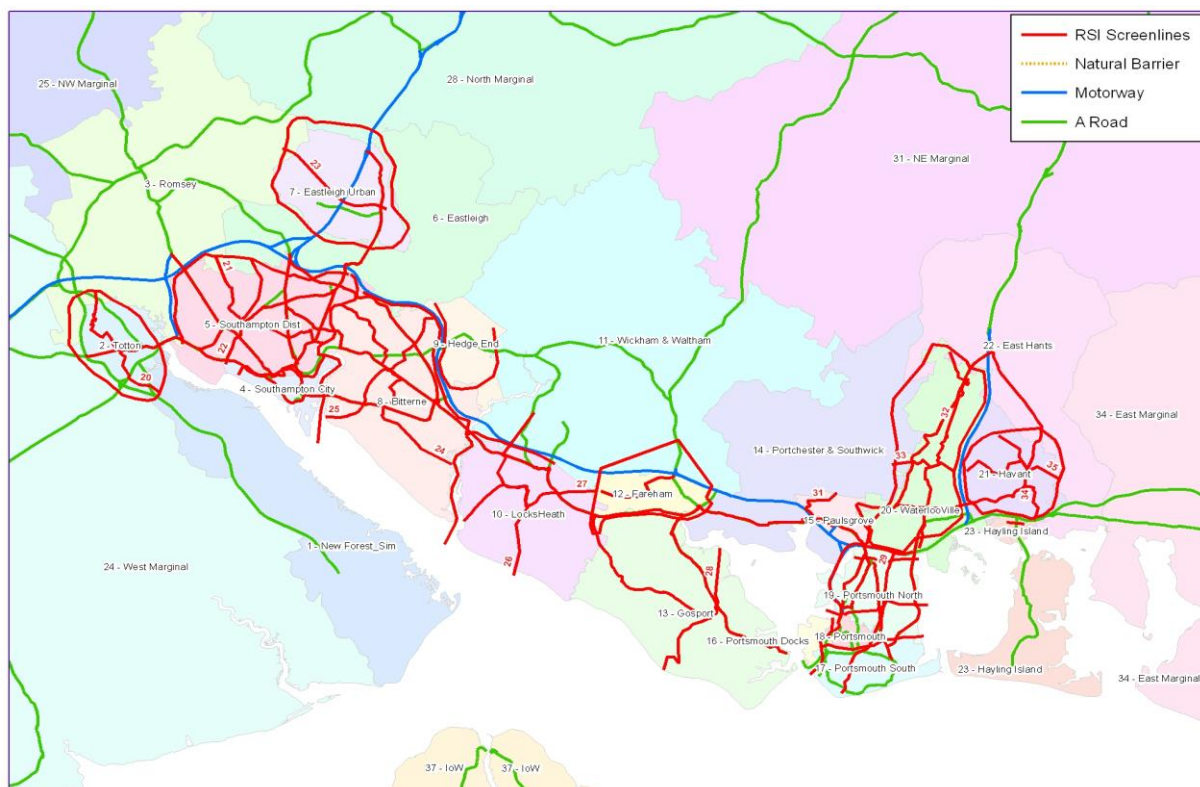 RSI Screenlines
Natural Barrier
Motorway
A Road
25 - NW Marginal
28 - North Marginal
31 - NE Marginal
23
3 - Romsey
7 - Eastleigh Urban
6 - Eastleigh
21
5 - Southampton Dist
2 - Totton
22
9 - Hedge End
11 - Wickham & Waltham
22 - East Hants
20
4 - Southampton City
8 - Bitterne
25
32
34 - East Marginal
24
14 - Portchester & Southwick
33
35
21 - Havant
27
12 - Fareham
31
34
10 - LocksHeath
15 - Paulsgrove
20 - WaterlooVille
23 - Hayling Island
1 - New Forest_Sim
24 - West Marginal
26
28
29
19 - Portsmouth North
13 - Gosport
16 - Portsmouth Docks
18 - Portsmouth
17 - Portsmouth South
23 - Hayling Island
34 - East Marginal
37 - IoW
37 - IoW